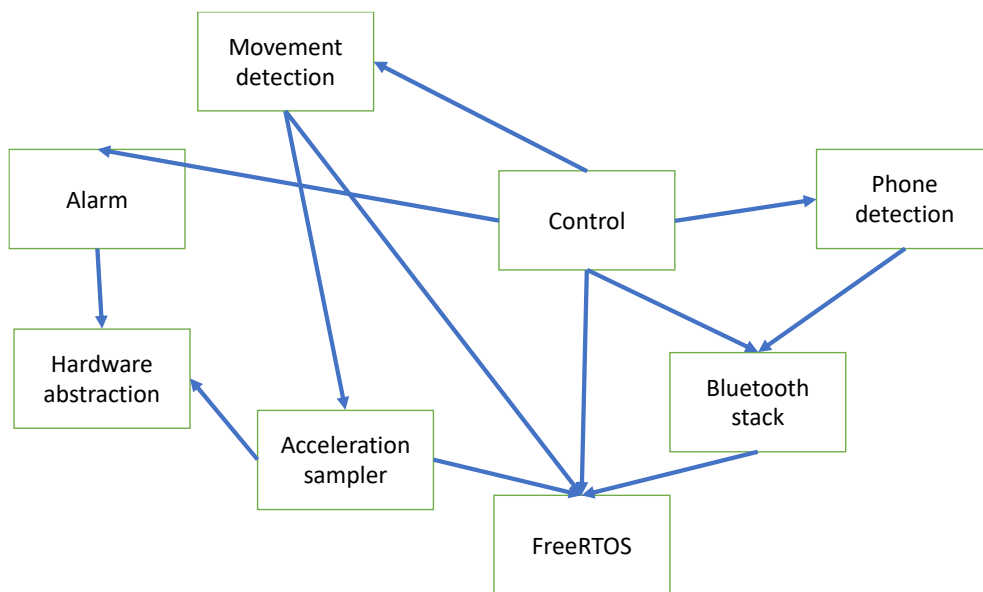 Movement
detection
Alarm
Control
Phone
detection
Hardware
abstraction
Bluetooth
stack
Acceleration
sampler
FreeRTOS